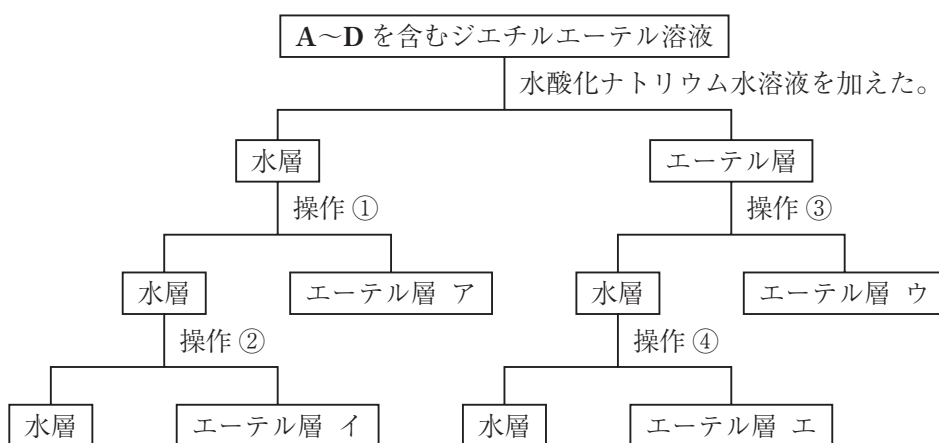 A～D を含むジエチルエーテル溶液
水酸化ナトリウム水溶液を加えた。
水層 エーテル層
操作 ① 操作 ③
水層 エーテル層 ア 水層 エーテル層 ウ
操作 ② 操作 ④
水層 エーテル層 イ 水層 エーテル層 エ